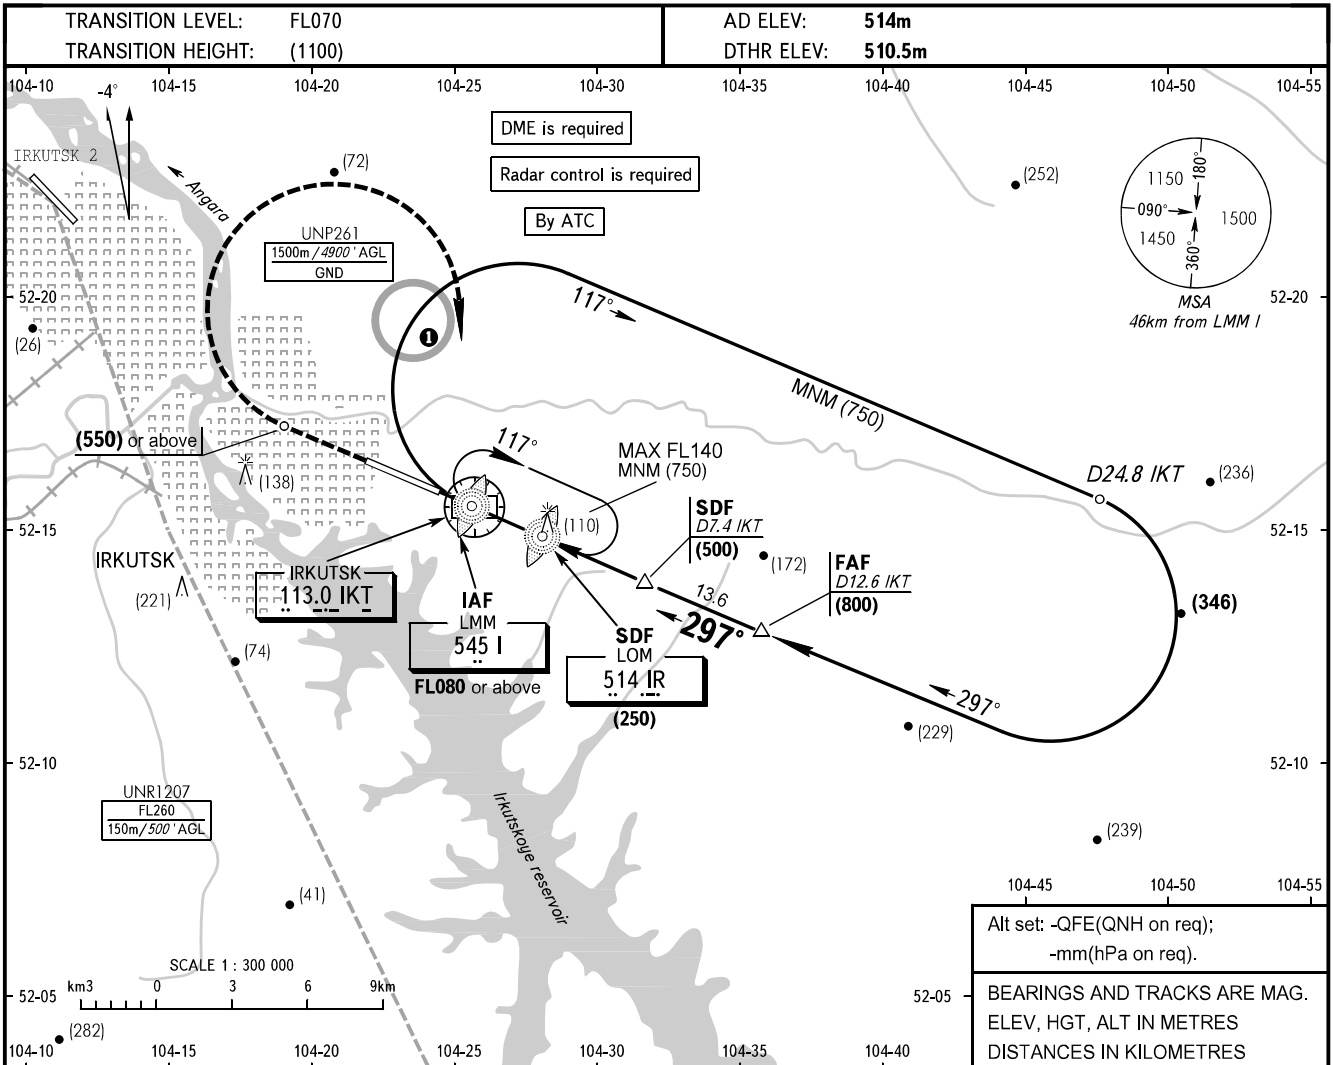 TRANSITION LEVEL: FL070
TRANSITION HEIGHT: (1100)
AD ELEV: 514m
DTHR ELEV: 510.5m
104-10 104-15 104-20 104-25 104-30 104-35 104-40 104-45 104-50 104-55
-4°
IRKUTSK 2
Angara
(72)
DME is required
Radar control is required
By ATC
(252)
180°
1150
090°
1500
1450
360°
MSA
46km from LMM I
UNP261
1500m/4900'AGL
GND
52-20
52-20
(26)
1
117°
MNM (750)
(550) or above
(138)
117°
MAX FL140
MNM (750)
D24.8 IKT
(236)
52-15
52-15
(110)
SDF
D7.4 IKT
(500)
(172)
FAF
D12.6 IKT
(800)
IRKUTSK
(221)
IRKUTSK
113.0 IKT
IAF
LMM
545 I
FL080 or above
SDF
LOM
514 IR
(250)
13.6
297°
(346)
297°
(74)
(229)
52-10
52-10
UNR1207
FL260
150m/500'AGL
Irkutskoye reservoir
(239)
(41)
104-45 104-50 104-55
SCALE 1 : 300 000
km3 0 3 6 9km
52-05
52-05
(282)
104-10 104-15 104-20 104-25 104-30 104-35 104-40
Alt set: -QFE(QNH on req);
-mm(hPa on req).
BEARINGS AND TRACKS ARE MAG.
ELEV, HGT, ALT IN METRES
DISTANCES IN KILOMETRES